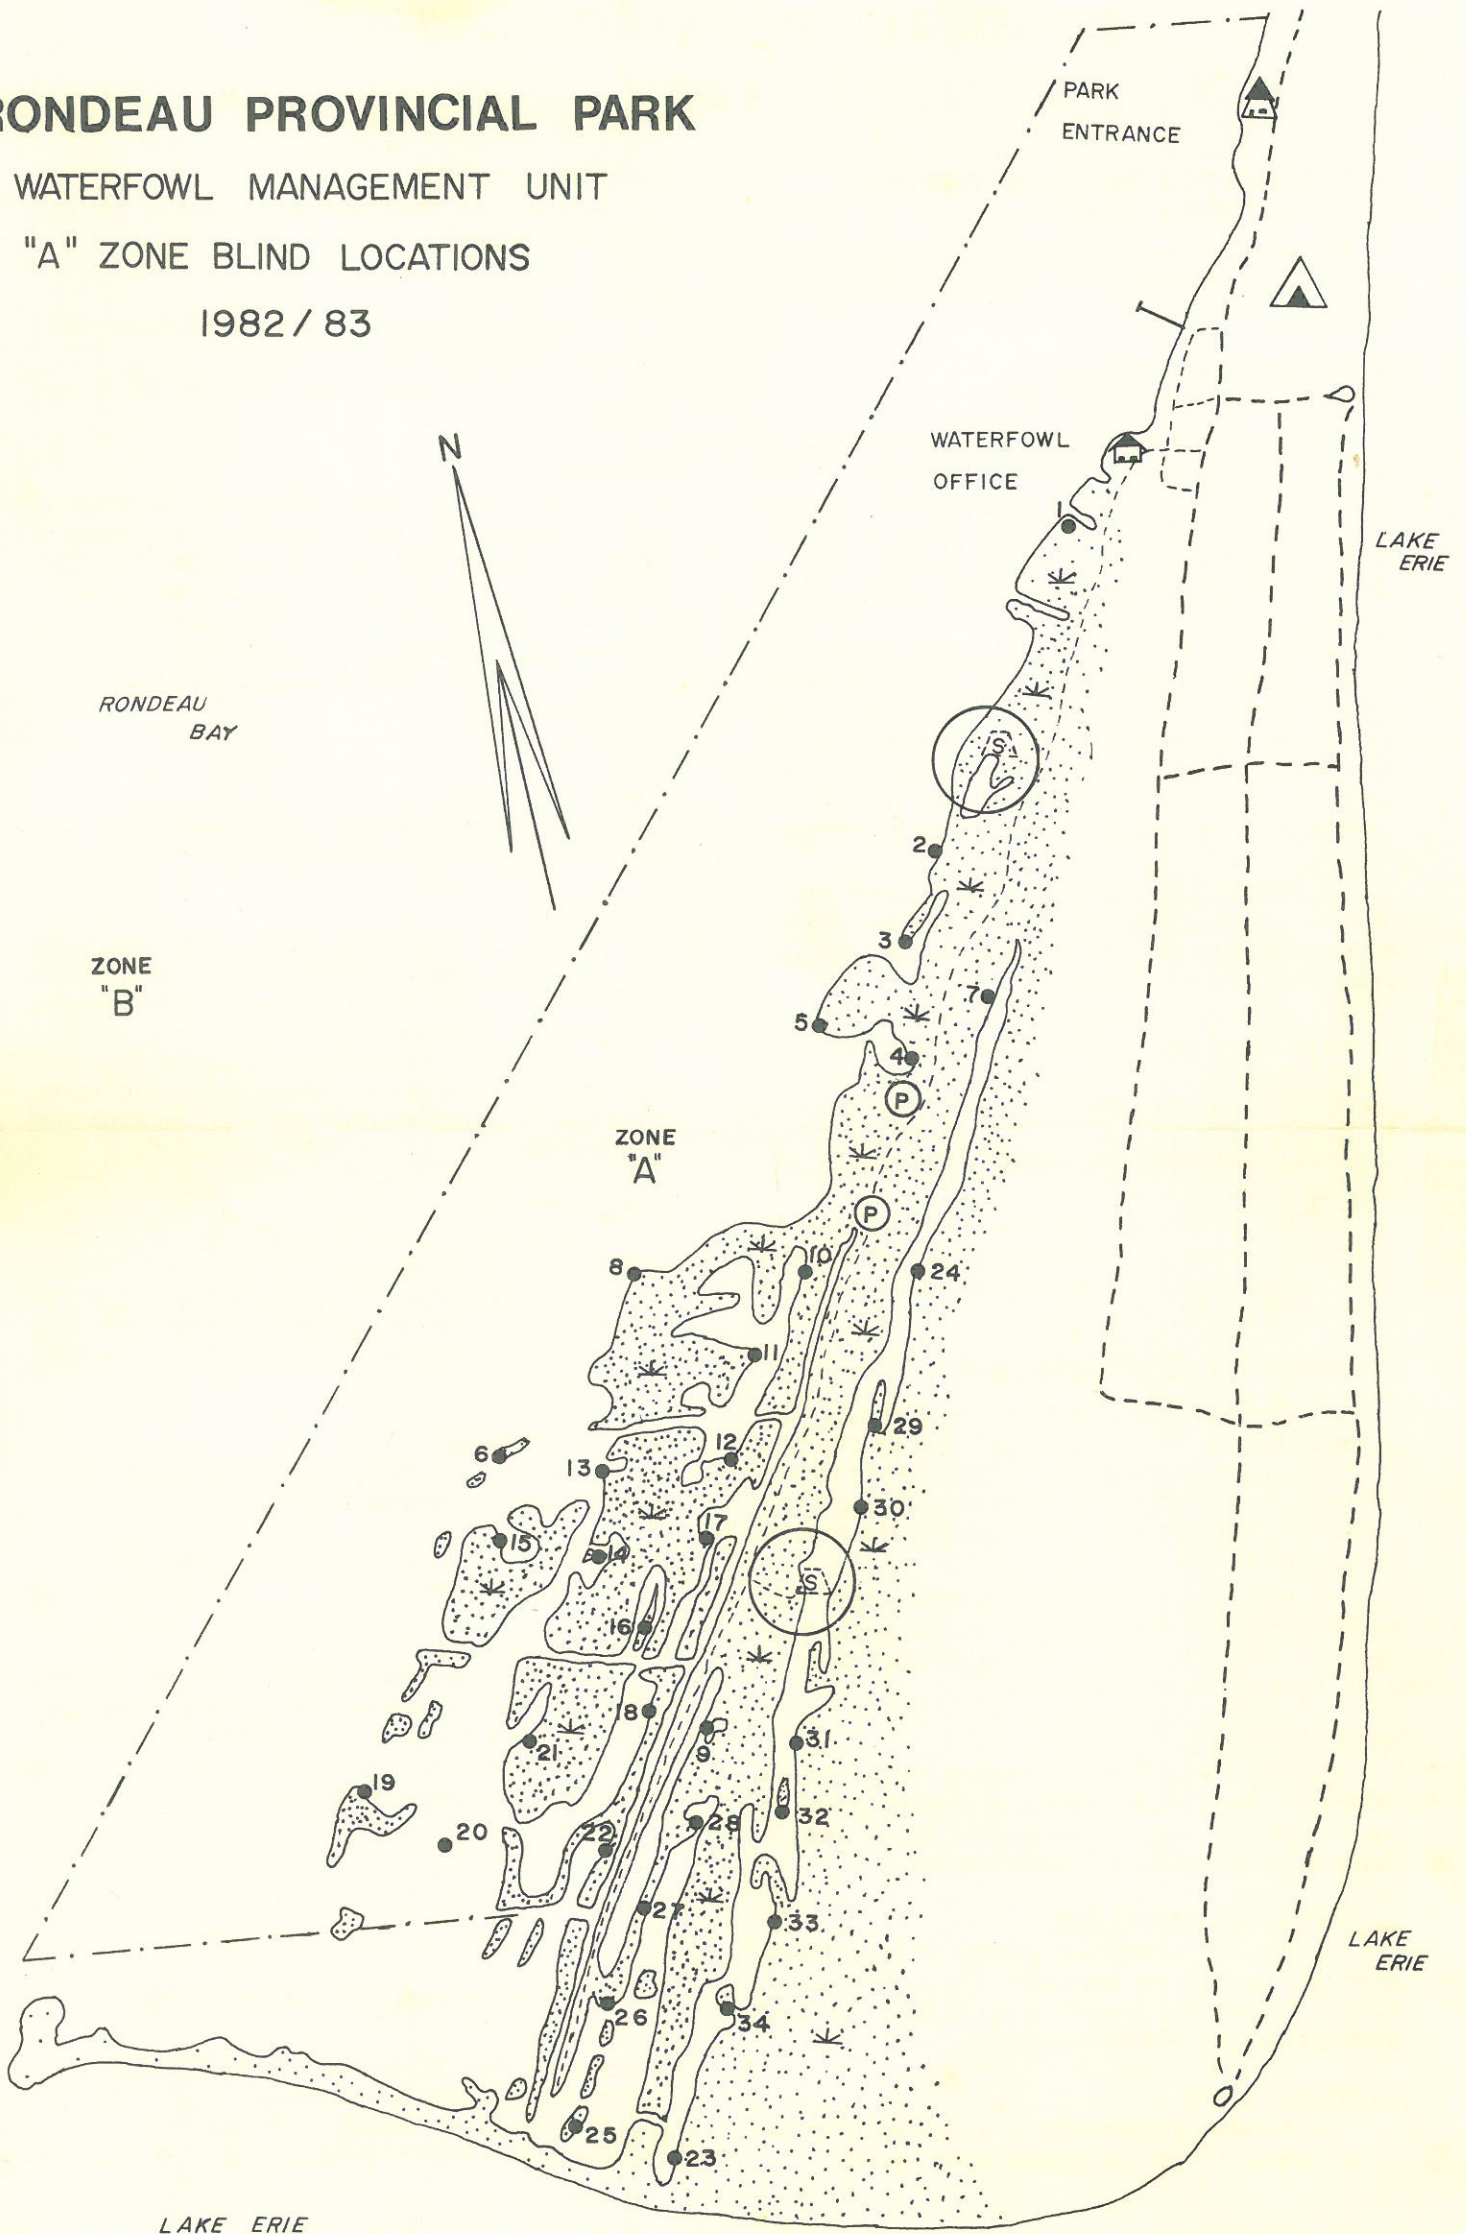 RONDEAU PROVINCIAL PARK
WATERFOWL MANAGEMENT UNIT
"A" ZONE BLIND LOCATIONS
1982/83
PARK
ENTRANCE
N
WATERFOWL
OFFICE
1
LAKE
ERIE
RONDEAU
BAY
S
2
3
ZONE
"B"
7
5
4
P
ZONE
"A"
P
8
10
24
11
29
6
13
12
30
15
14
17
S
16
18
9
31
21
19
32
20
22
28
27
33
LAKE
ERIE
26
34
25
23
LAKE ERIE